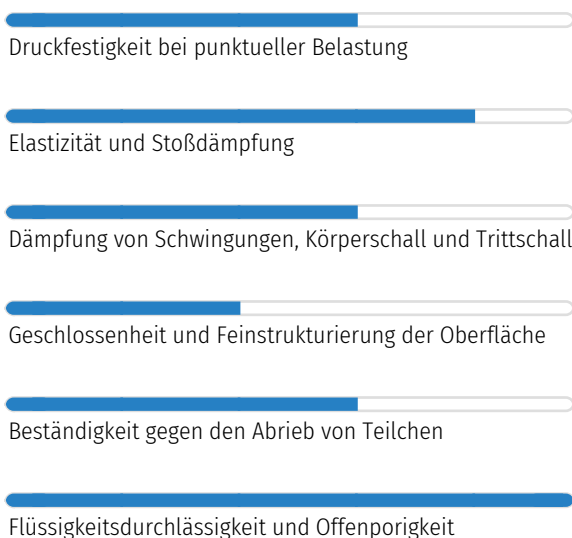 Druckfestigkeit bei punktueller Belastung
Elastizität und Stoßdämpfung
Dämpfung von Schwingungen, Körperschall und Trittschall
Geschlossenheit und Feinstrukturierung der Oberfläche
Beständigkeit gegen den Abrieb von Teilchen
Flüssigkeitsdurchlässigkeit und Offenporigkeit